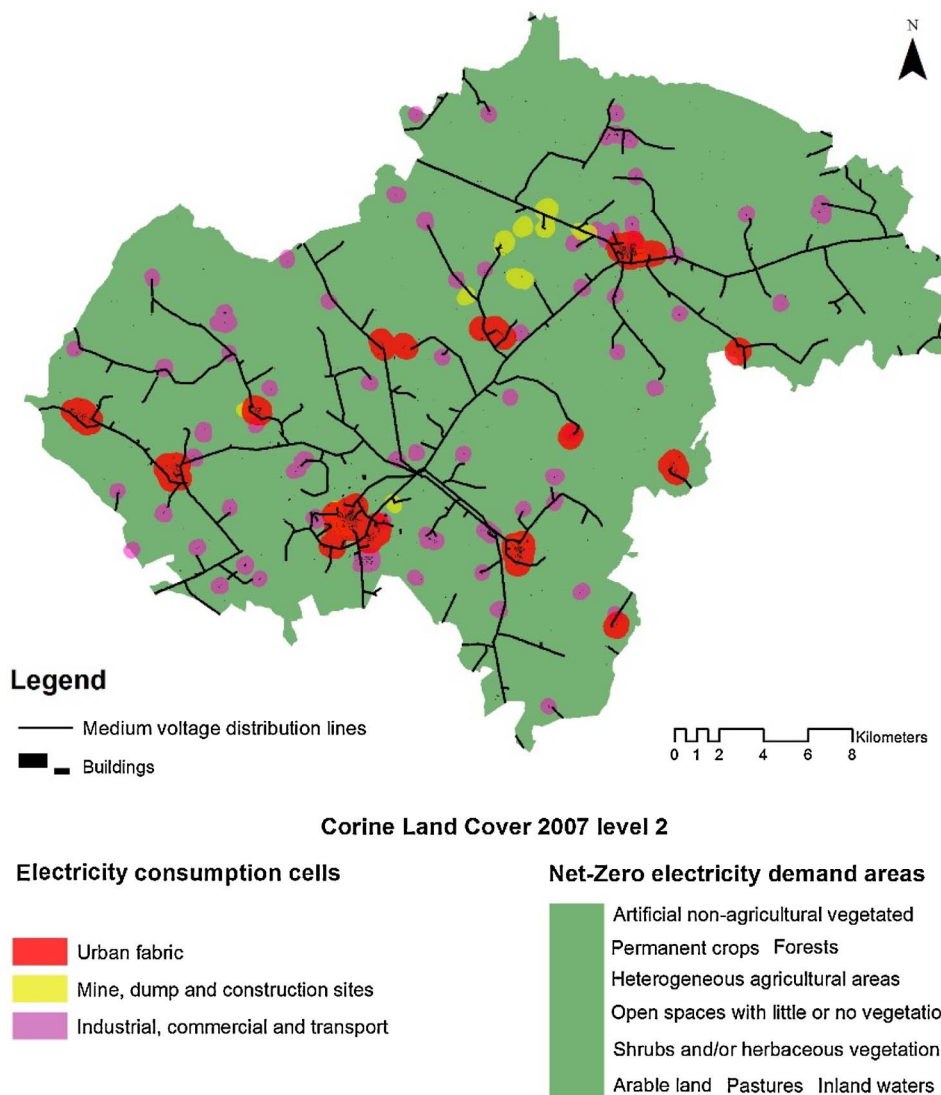 N
Legend
Medium voltage distribution lines
Buildings
Kilometers
0 1 2 4 6 8
Corine Land Cover 2007 level 2
Electricity consumption cells
Urban fabric
Mine, dump and construction sites
Industrial, commercial and transport
Net-Zero electricity demand areas
Artificial non-agricultural vegetated
Permanent crops Forests
Heterogeneous agricultural areas
Open spaces with little or no vegetatio
Shrubs and/or herbaceous vegetation
Arable land Pastures Inland waters